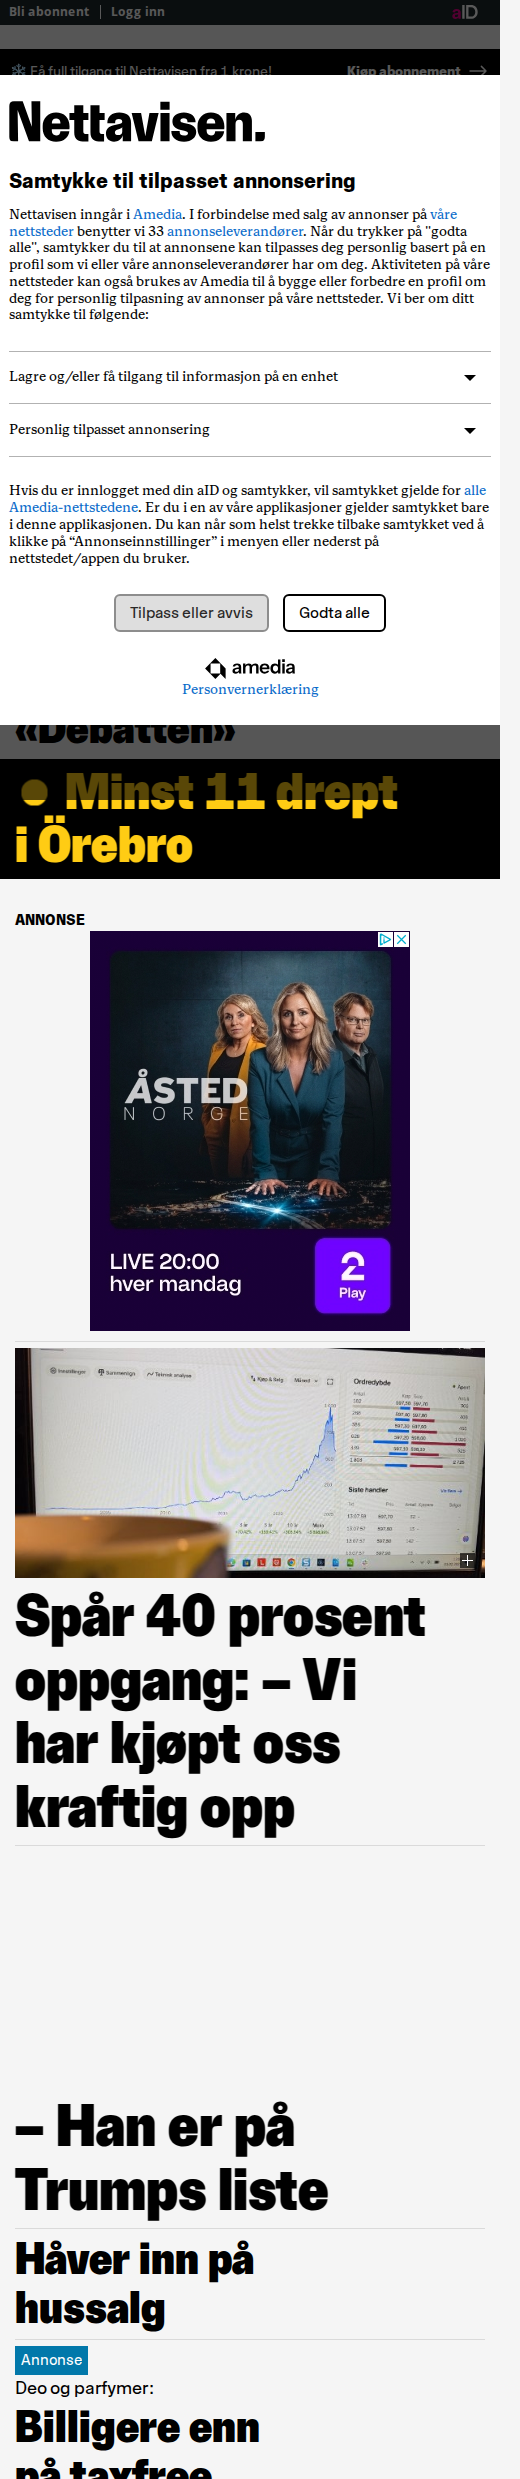 Bli abonnent
Logg inn
aID
Få full tilgang til Nettavisen fra 1 krone!
Kjøp abonnement
Nettavisen.
Samtykke til tilpasset annonsering
Nettavisen inngår i Amedia. I forbindelse med salg av annonser på våre
nettsteder benytter vi 33 annonseleverandører. Når du trykker på "godta
alle", samtykker du til at annonsene kan tilpasses deg personlig basert på en
profil som vi eller våre annonseleverandører har om deg. Aktiviteten på våre
nettsteder kan også brukes av Amedia til å bygge eller forbedre en profil om
deg for personlig tilpasning av annonser på våre nettsteder. Vi ber om ditt
samtykke til følgende:
Lagre og/eller få tilgang til informasjon på en enhet
Personlig tilpasset annonsering
Hvis du er innlogget med din aID og samtykker, vil samtykket gjelde for alle
Amedia-nettstedene. Er du i en av våre applikasjoner gjelder samtykket bare
i denne applikasjonen. Du kan når som helst trekke tilbake samtykket ved å
klikke på “Annonseinnstillinger” i menyen eller nederst på
nettstedet/appen du bruker.
Tilpass eller avvis
Godta alle
amedia
Personvernerklæring
«Debatten»
Minst 11 drept
i Örebro
ANNONSE
ÅSTED
NORGE
LIVE 20:00
hver mandag
2
Play
Innstillinger
Sammenlign
Teknisk analyse
Kjøp & Selg
Måned
Ordredybde
Siste handler
Spår 40 prosent
oppgang: – Vi
har kjøpt oss
kraftig opp
– Han er på
Trumps liste
Håver inn på
hussalg
Annonse
Deo og parfymer:
Billigere enn
på taxfree